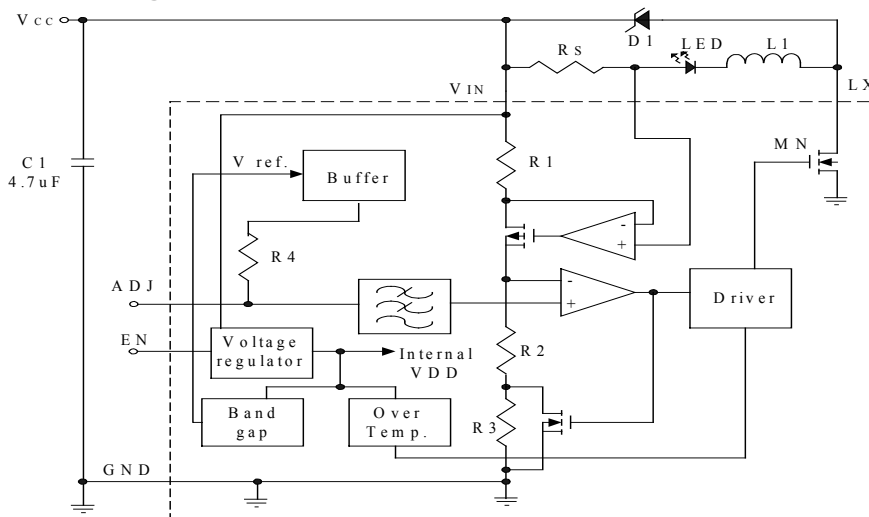 VCC
D1
LED
L1
RS
VIN
LX
C1
4.7uF
V ref.
Buffer
R1
MN
-
+
R4
ADJ
-
+
Driver
EN
Voltage
regulator
Internal
VDD
R2
Band
gap
Over
Temp.
R3
GND